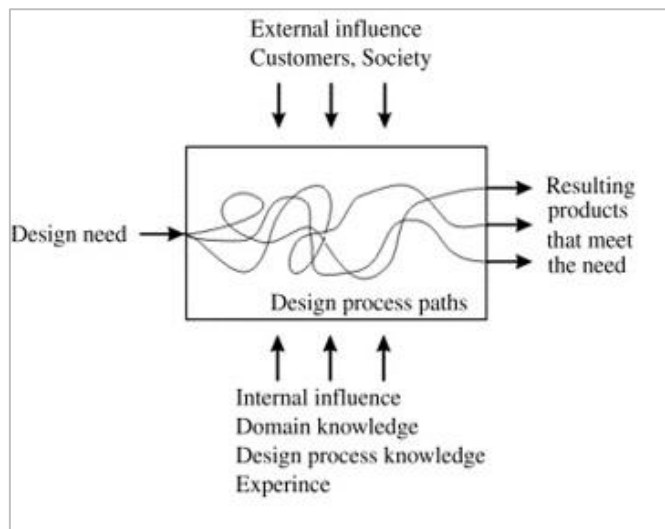 External influence
Customers, Society
Design need
Resulting
products
that meet
the need
Design process paths
Internal influence
Domain knowledge
Design process knowledge
Experince